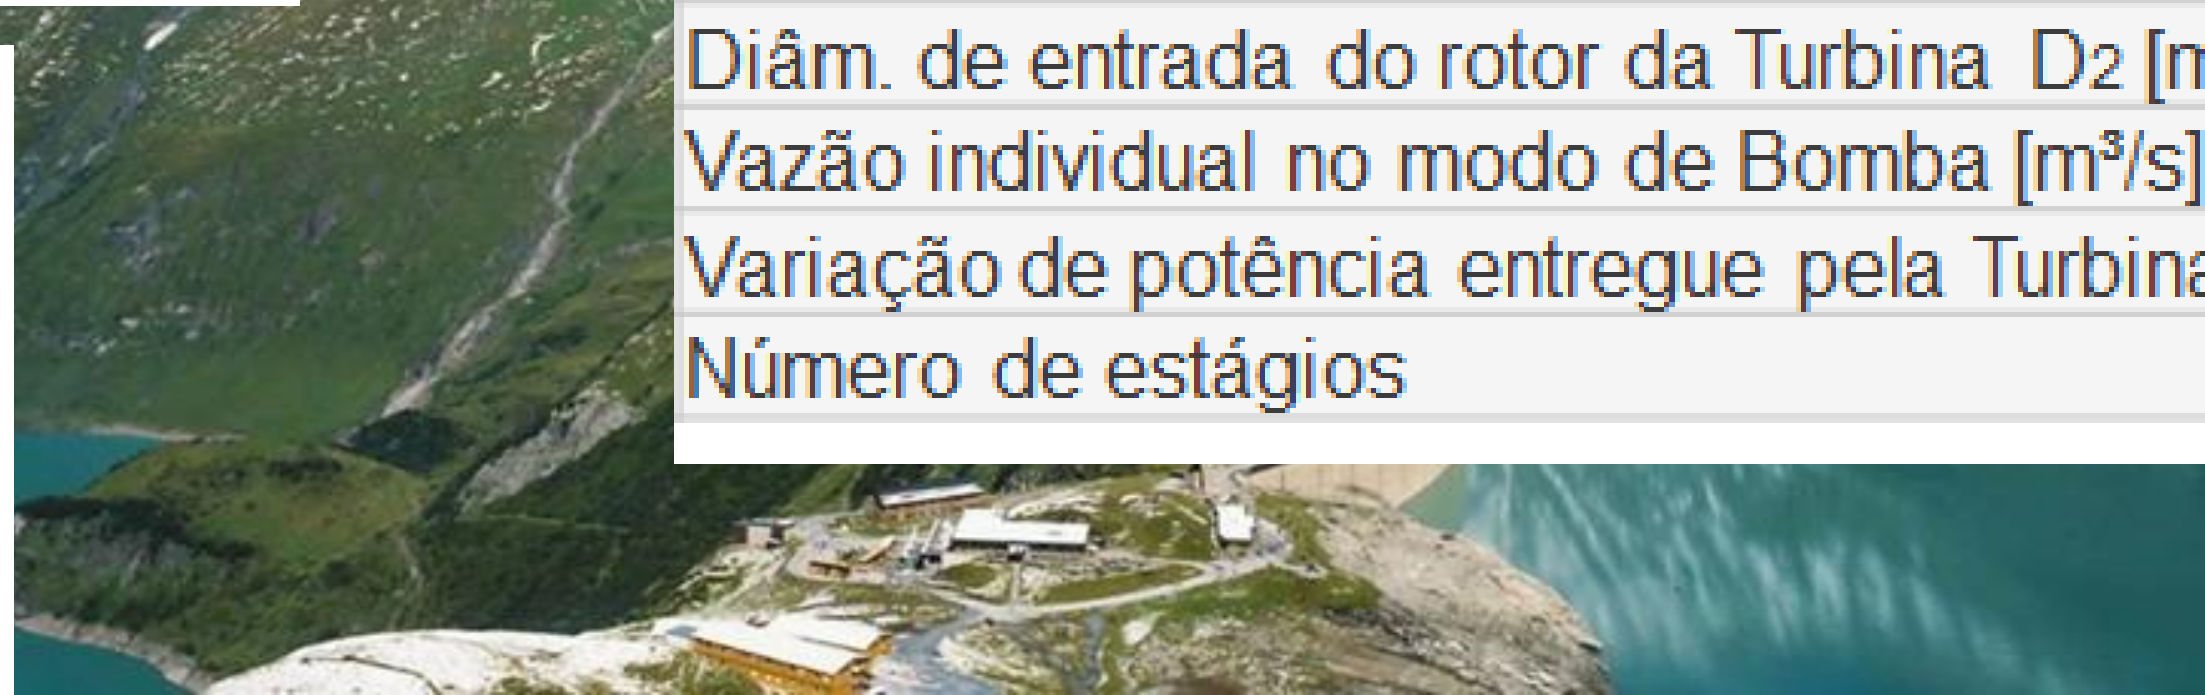 Diâm. de entrada do rotor da Turbina D2 [m
Vazão individual no modo de Bomba [m³/s]
Variação de potência entregue pela Turbina
Número de estágios